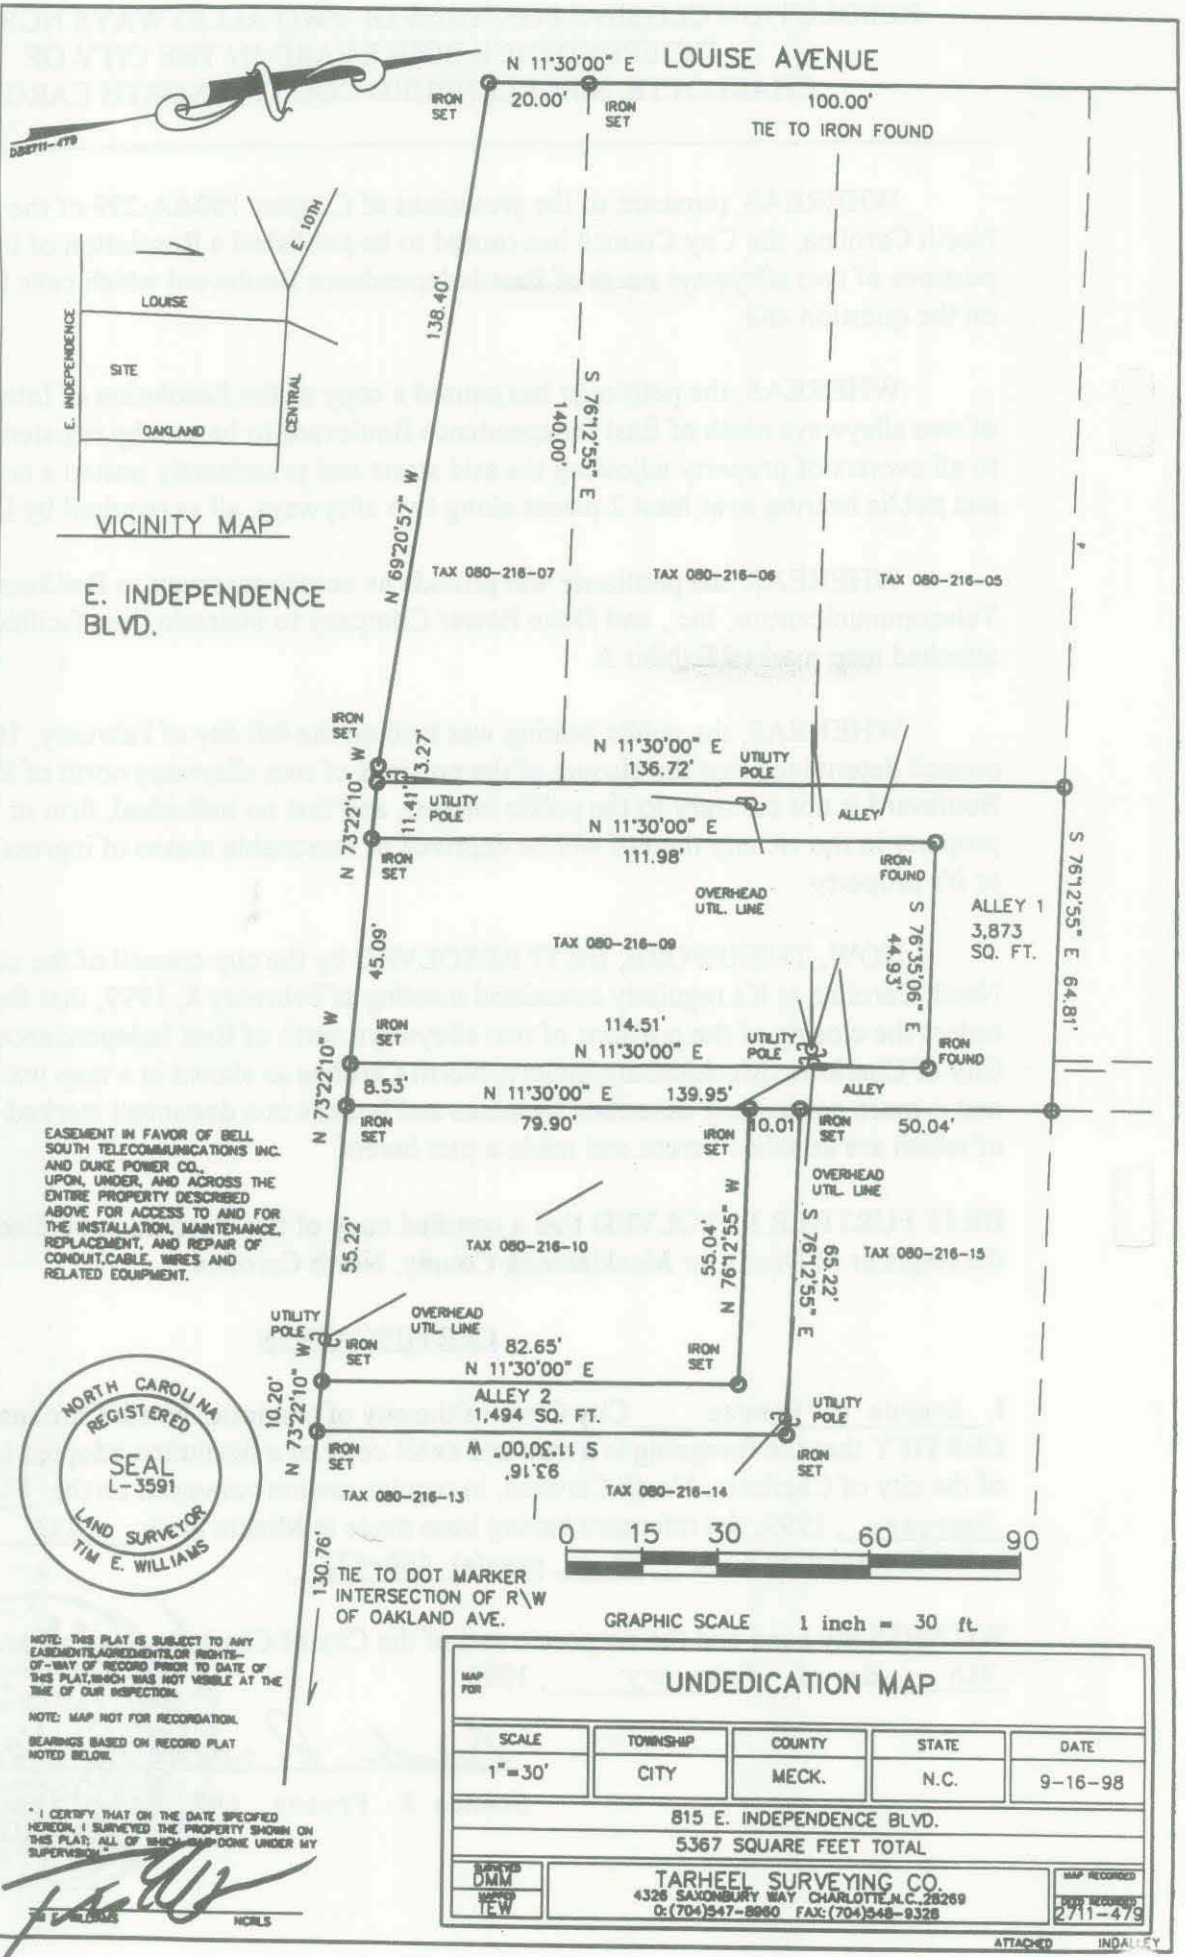 N 11°30'00" E
LOUISE AVENUE
IRON
SET
20.00'
IRON
SET
100.00'
TIE TO IRON FOUND
DB2711-479
E. 10TH
LOUISE
E. INDEPENDENCE
SITE
CENTRAL
OAKLAND
VICINITY MAP
138.40'
N 69°20'57" W
S 76°12'55" E
140.00'
TAX 080-216-07
TAX 080-216-06
TAX 080-216-05
E. INDEPENDENCE
BLVD.
IRON
SET
3.27'
N 11°30'00" E
136.72'
UTILITY
POLE
11.41'
UTILITY
POLE
N 73°22'10" W
IRON
SET
N 11°30'00" E
111.98'
ALLEY
IRON
FOUND
OVERHEAD
UTIL. LINE
S 76°35'06" E
44.93'
ALLEY 1
3,873
SQ. FT.
S 76°12'55" E 64.81'
45.09'
TAX 080-216-09
IRON
SET
114.51'
N 11°30'00" E
UTILITY
POLE
IRON
FOUND
ALLEY
N 73°22'10" W
8.53'
N 11°30'00" E
139.95'
IRON
SET
79.90'
IRON
SET
10.01'
IRON
SET
50.04'
OVERHEAD
UTIL. LINE
EASEMENT IN FAVOR OF BELL
SOUTH TELECOMMUNICATIONS INC.
AND DUKE POWER CO.,
UPON, UNDER, AND ACROSS THE
ENTIRE PROPERTY DESCRIBED
ABOVE FOR ACCESS TO AND FOR
THE INSTALLATION, MAINTENANCE,
REPLACEMENT, AND REPAIR OF
CONDUIT,CABLE, WIRES AND
RELATED EQUIPMENT.
55.22'
TAX 080-216-10
55.04'
N 76°12'55" W
S 76°12'55" E
65.22'
TAX 080-216-15
UTILITY
POLE
IRON
SET
OVERHEAD
UTIL. LINE
82.65'
N 11°30'00" E
IRON
SET
ALLEY 2
1,494 SQ. FT.
UTILITY
POLE
10.20'
N 73°22'10" W
IRON
SET
S 11°30'00" W
93.16'
IRON
SET
NORTH CAROLINA
REGISTERED
SEAL
L-3591
LAND SURVEYOR
TIM E. WILLIAMS
TAX 080-216-13
TAX 080-216-14
0 15 30 60 90
130.76'
TIE TO DOT MARKER
INTERSECTION OF R\W
OF OAKLAND AVE.
GRAPHIC SCALE 1 inch = 30 ft.
NOTE: THIS PLAT IS SUBJECT TO ANY
EASEMENTS,AGREEMENTS,OR RIGHTS-
OF-WAY OF RECORD PRIOR TO DATE OF
THIS PLAT,WHICH WAS NOT VISIBLE AT THE
TIME OF OUR INSPECTION.
NOTE: MAP NOT FOR RECORDATION.
BEARINGS BASED ON RECORD PLAT
NOTED BELOW.
" I CERTIFY THAT ON THE DATE SPECIFIED
HEREON, I SURVEYED THE PROPERTY SHOWN ON
THIS PLAT; ALL OF WHICH WAS DONE UNDER MY
SUPERVISION."
WILLIAMS
NCRLS
MAP
FOR
UNDEDICATION MAP
SCALE TOWNSHIP COUNTY STATE DATE
1"=30' CITY MECK. N.C. 9-16-98
815 E. INDEPENDENCE BLVD.
5367 SQUARE FEET TOTAL
SURVEYED
DMM
MAPPED
TEW
TARHEEL SURVEYING CO.
4326 SAXONBURY WAY CHARLOTTE,N.C.,28269
O:(704)547-8960 FAX:(704)548-9328
MAP RECORDED
DEED RECORDED
2711-479
ATTACHED INDALLEY